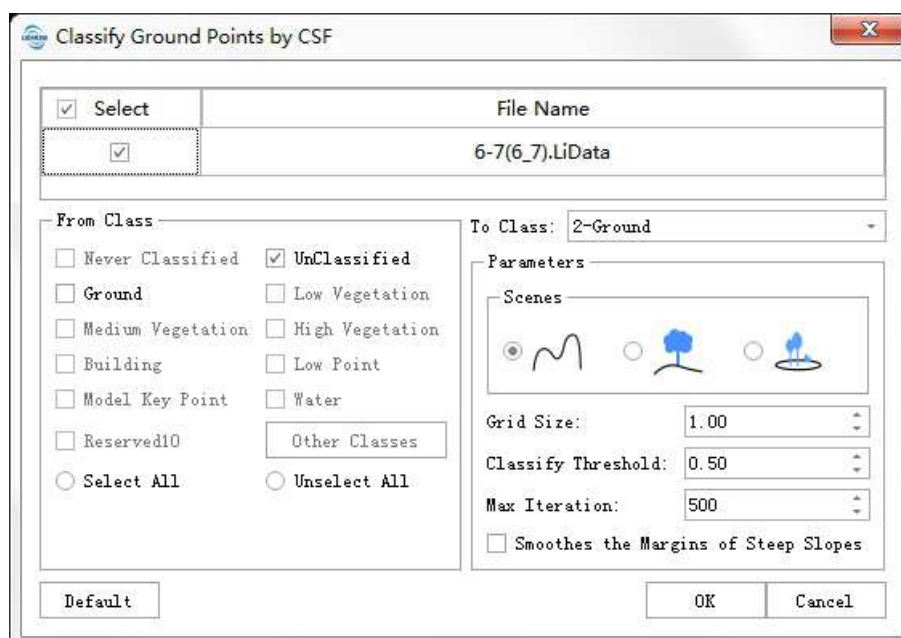 Classify Ground Points by CSF
Select File Name
6-7(6_7).LiData
From Class
Never Classified UnClassified
Ground Low Vegetation
Medium Vegetation High Vegetation
Building Low Point
Model Key Point Water
Reserved10 Other Classes
Select All Unselect All
To Class: 2-Ground
Parameters
Scenes
Grid Size: 1.00
Classify Threshold: 0.50
Max Iteration: 500
Smoothes the Margins of Steep Slopes
Default OK Cancel